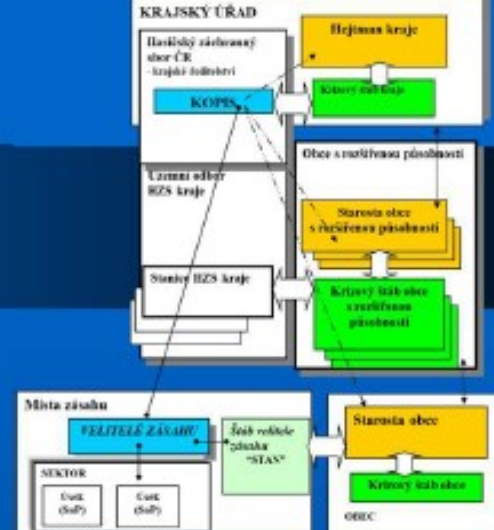 KRAJSKÝ ÚŘAD
Hasičský záchranný
sbor ČR
- krajské ředitelství
KOPIS
Hejtman kraje
Krizový štáb kraje
Územní odbor
HZS kraje
Stanice HZS kraje
Obce s rozšířenou působností
Starosta obce
s rozšířenou působností
Krizový štáb obce
s rozšířenou
působností
Místa zásahu
VELITELÉ ZÁSAHU
Štáb velitele
zásahu
"STAN"
SEKTOR
Úsek
(SoP)
Úsek
(SoP)
Starosta obce
Krizový štáb obce
OBEC